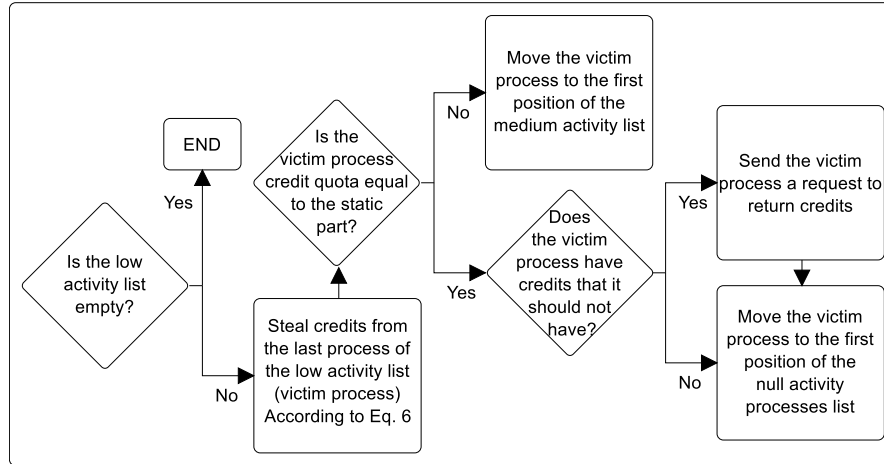 Is the low
activity list
empty?
Yes
END
No
Steal credits from
the last process of
the low activity list
(victim process)
According to Eq. 6
Is the
victim process
credit quota equal
to the static
part?
No
Move the victim
process to the first
position of the
medium activity list
Yes
Does
the victim
process have
credits that it
should not
have?
Yes
Send the victim
process a request to
return credits
No
Move the victim
process to the first
position of the
null activity
processes list